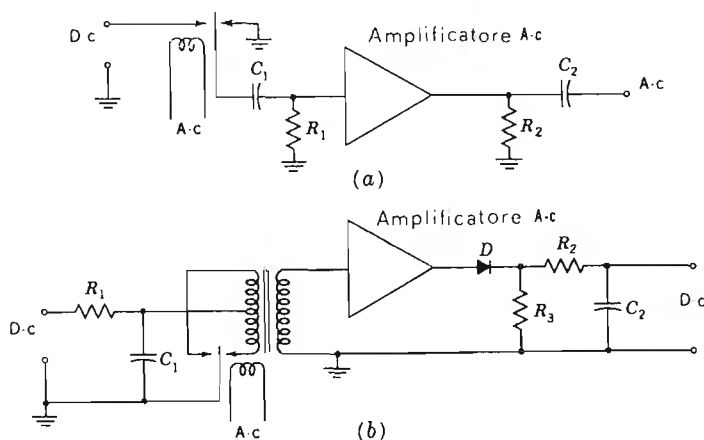 Amplificatore A-c
D-c
C₁
C₂
A-c
A-c
R₁
R₂
(a)
Amplificatore A-c
D
R₂
R₁
D-c
R₃
C₂
D-c
C₁
A-c
(b)